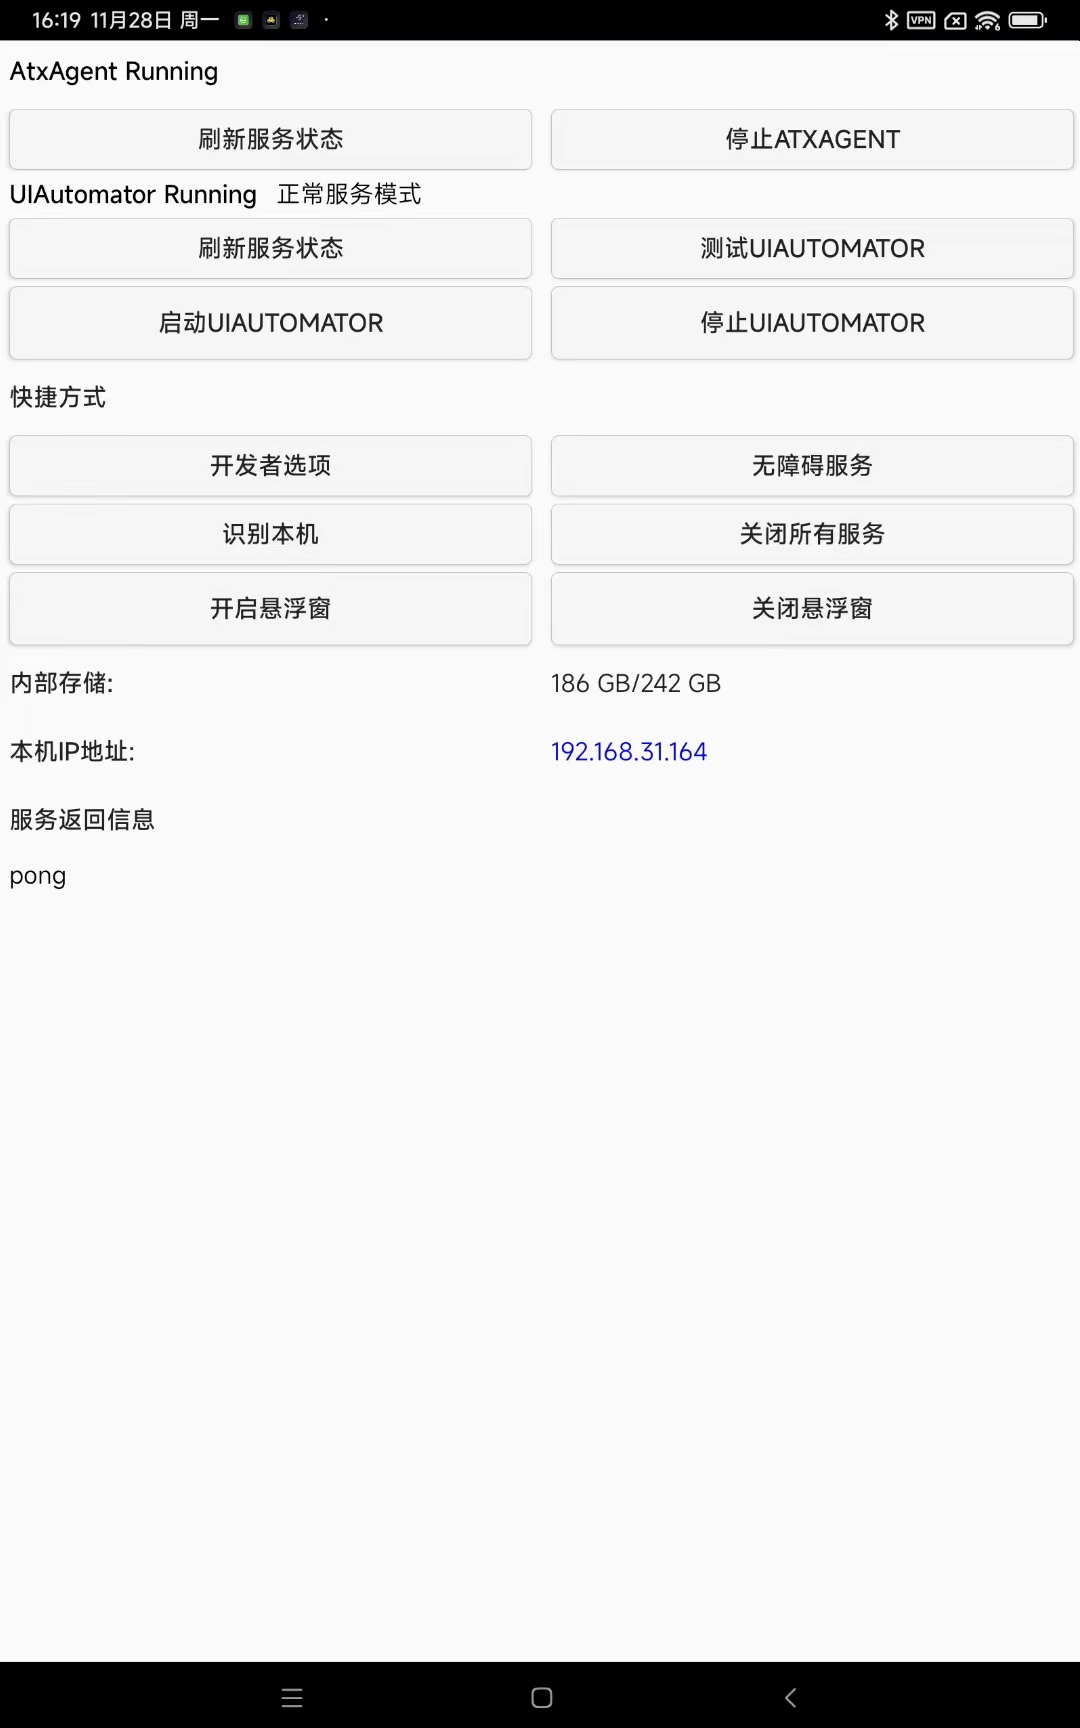 16:19 11月28日 周一 VPN 6
AtxAgent Running
刷新服务状态 停止ATXAGENT
UIAutomator Running 正常服务模式
刷新服务状态 测试UIAUTOMATOR
启动UIAUTOMATOR 停止UIAUTOMATOR
快捷方式
开发者选项 无障碍服务
识别本机 关闭所有服务
开启悬浮窗 关闭悬浮窗
内部存储: 186 GB/242 GB
本机IP地址: 192.168.31.164
服务返回信息
pong